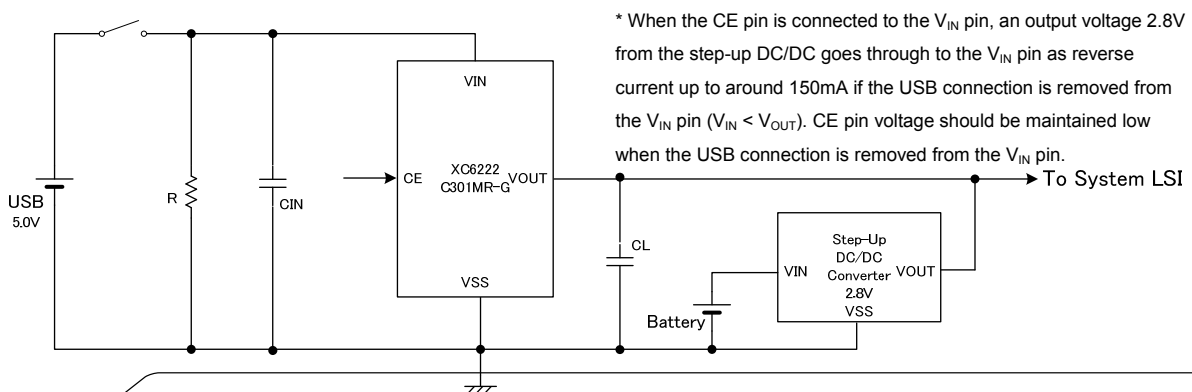 * When the CE pin is connected to the VIN pin, an output voltage 2.8V
from the step-up DC/DC goes through to the VIN pin as reverse
current up to around 150mA if the USB connection is removed from
the VIN pin (VIN < VOUT). CE pin voltage should be maintained low
when the USB connection is removed from the VIN pin.
VIN
CE
XC6222
C301MR-G
VOUT
VSS
USB
5.0V
R
CIN
To System LSI
CL
Step-Up
DC/DC
Converter
2.8V
VSS
VIN
VOUT
Battery